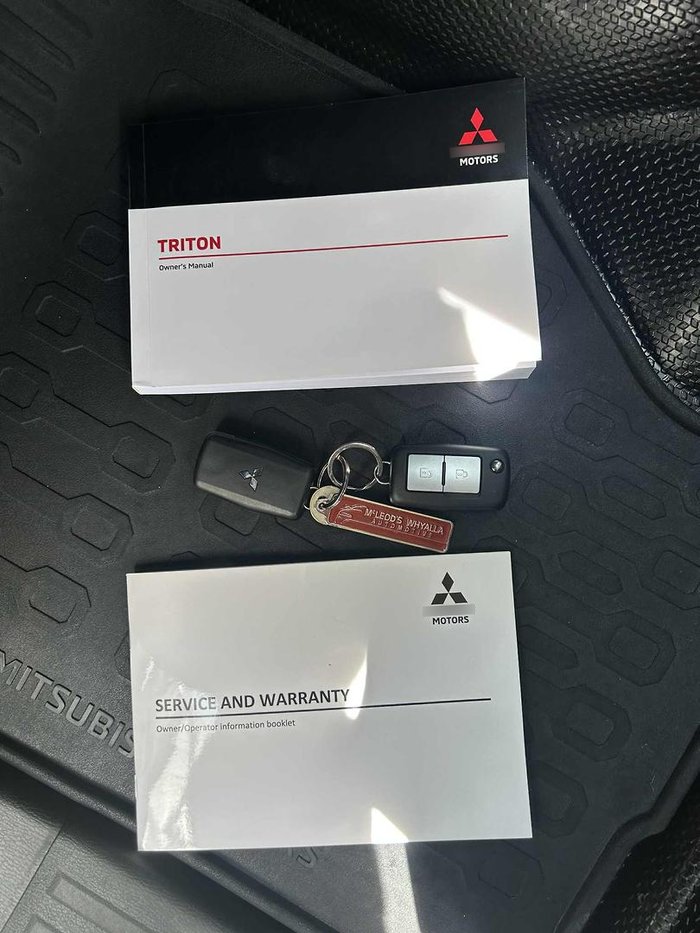 MOTORS
TRITON
Owner's Manual
McLEOD'S WHYALLA
AUTOMOTIVE
MOTORS
SERVICE AND WARRANTY
Owner/Operator information booklet
MITSUBIS